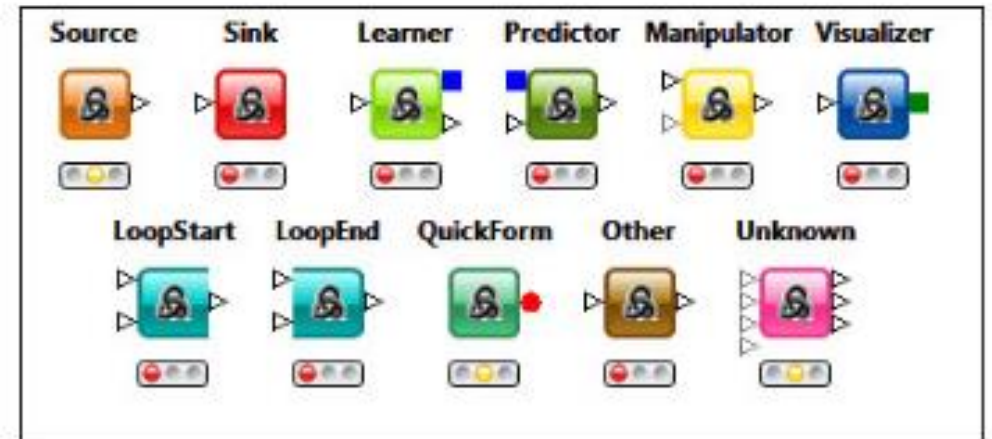 Source Sink Learner Predictor Manipulator Visualizer
LoopStart LoopEnd QuickForm Other Unknown